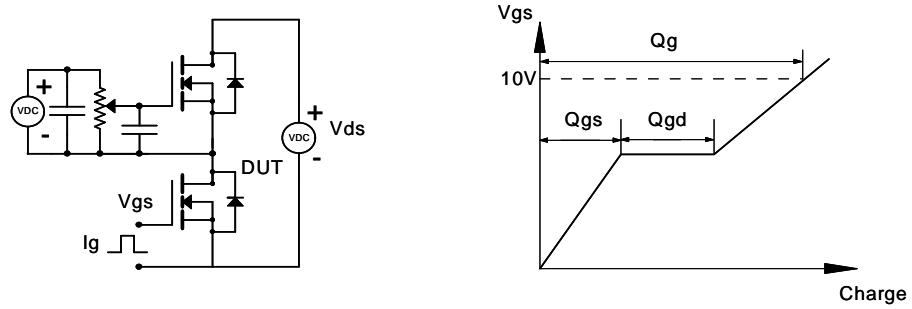 +
VDC
-
+
VDC
-
Vds
DUT
Vgs
Ig
Vgs
Qg
10V
Qgs
Qgd
Charge